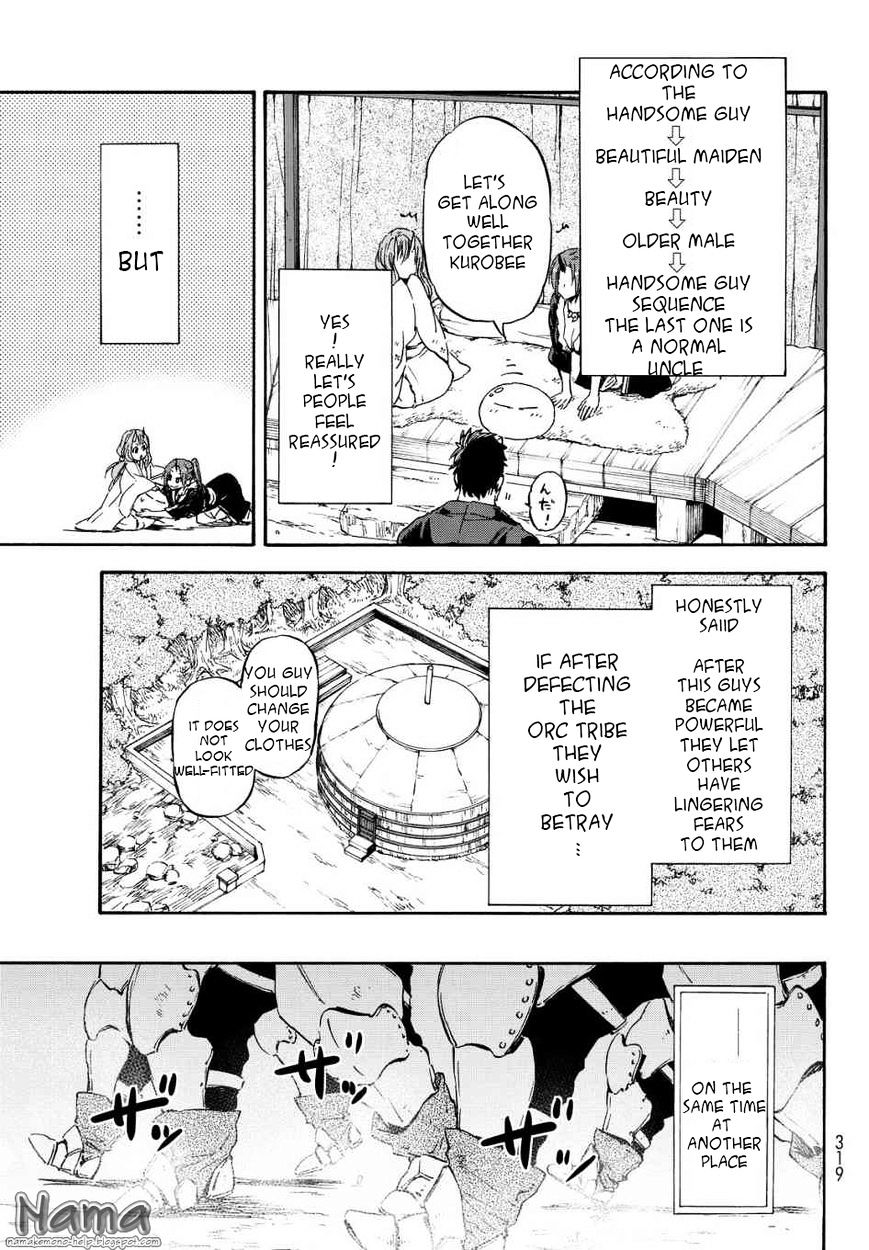 ACCORDING TO
THE
HANDSOME GUY
⇩
BEAUTIFUL MAIDEN
⇩
BEAUTY
⇩
OLDER MALE
⇩
HANDSOME GUY
SEQUENCE
THE LAST ONE IS
A NORMAL
UNCLE
LET'S
GET ALONG
WELL
TOGETHER
KUROBEE
んだ!
YES
!
REALLY
LET'S
PEOPLE
FEEL
REASSURED
!
......
BUT
HONESTLY
SAIID
AFTER
THIS GUYS
BECAME
POWERFUL
THEY LET
OTHERS
HAVE
LINGERING
FEARS
TO THEM
IF AFTER
DEFECTING
THE
ORC TRIBE
THEY
WISH
TO
BETRAY
...
YOU GUY
SHOULD
CHANGE
YOUR
CLOTHES
IT DOES
NOT
LOOK
WELL-FITTED
ON THE
SAME TIME
AT
ANOTHER
PLACE
ザッ
ザッ
ザッ
ザッ
319
Nama
namakemono-help.blogspot.com